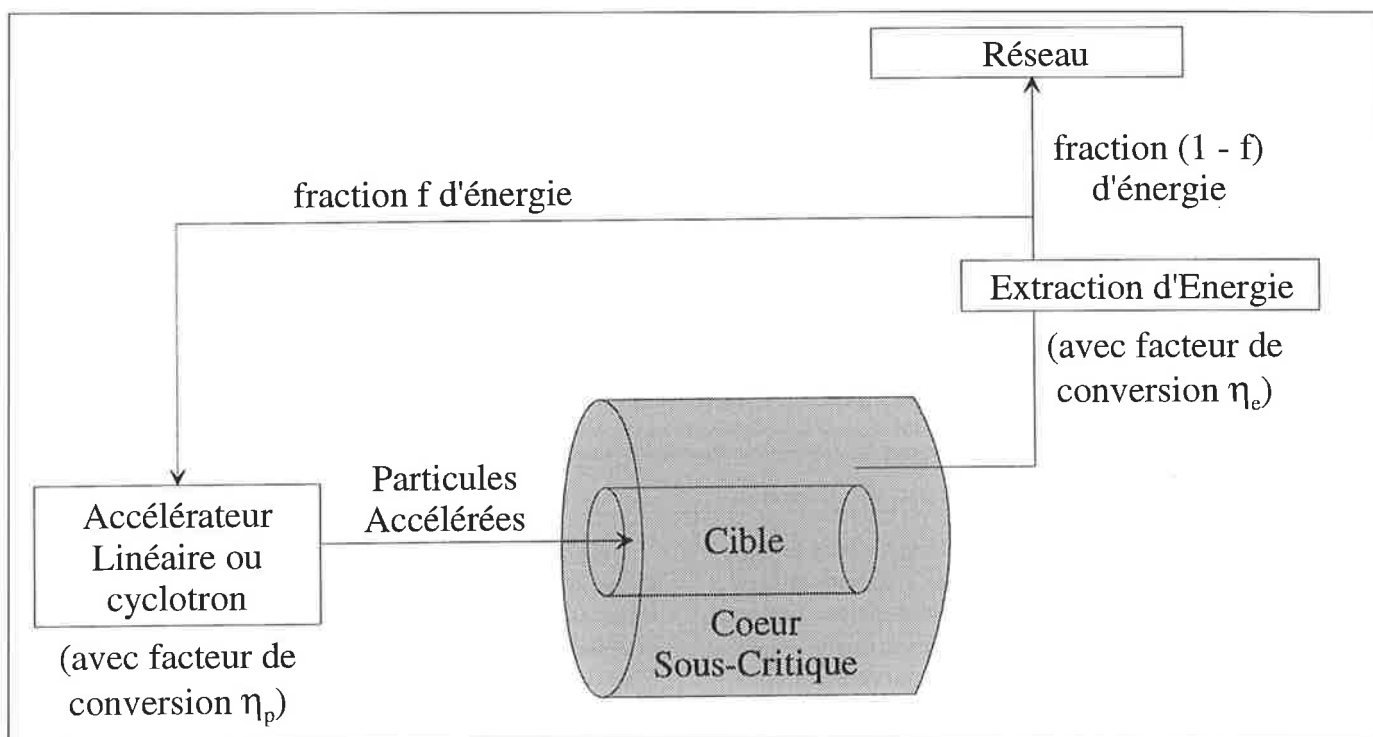 Réseau
fraction (1 - f)
d'énergie
fraction f d'énergie
Extraction d'Energie
(avec facteur de
conversion ηe)
Particules
Accélérées
Accélérateur
Linéaire ou
cyclotron
(avec facteur de
conversion ηp)
Cible
Coeur
Sous-Critique